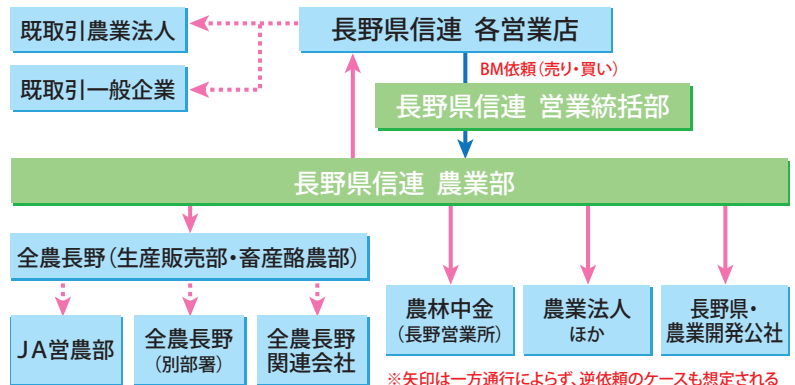 既取引農業法人
長野県信連 各営業店
既取引一般企業
BM依頼(売り・買い)
長野県信連 営業統括部
長野県信連 農業部
全農長野(生産販売部・畜産酪農部)
JA営農部
全農長野
(別部署)
全農長野
関連会社
農林中金
(長野営業所)
農業法人
ほか
長野県・
農業開発公社
※矢印は一方通行によらず、逆依頼のケースも想定される